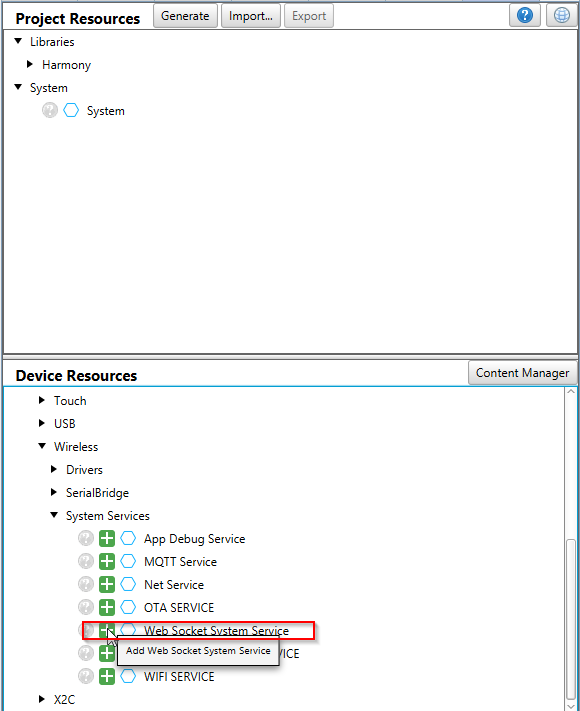 Project Resources Generate Import... Export
Libraries
Harmony
System
System
Device Resources Content Manager
Touch
USB
Wireless
Drivers
SerialBridge
System Services
App Debug Service
MQTT Service
Net Service
OTA SERVICE
Web Socket System Service
Add Web Socket System Service
WIFI SERVICE
X2C